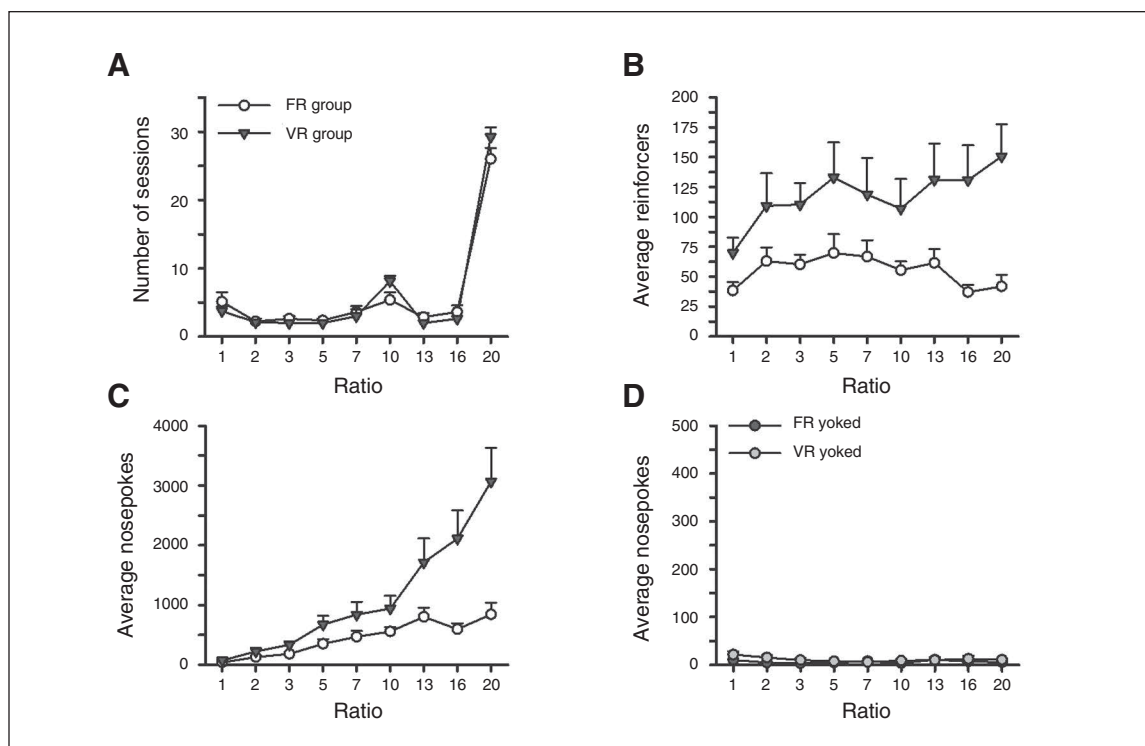 A
FR group
VR group
Number of sessions
30
20
10
0
1 2 3 5 7 10 13 16 20
Ratio
B
Average reinforcers
200
175
150
125
100
75
50
25
0
1 2 3 5 7 10 13 16 20
Ratio
C
Average nosepokes
4000
3000
2000
1000
0
1 2 3 5 7 10 13 16 20
Ratio
D
FR yoked
VR yoked
Average nosepokes
500
400
300
200
100
0
1 2 3 5 7 10 13 16 20
Ratio